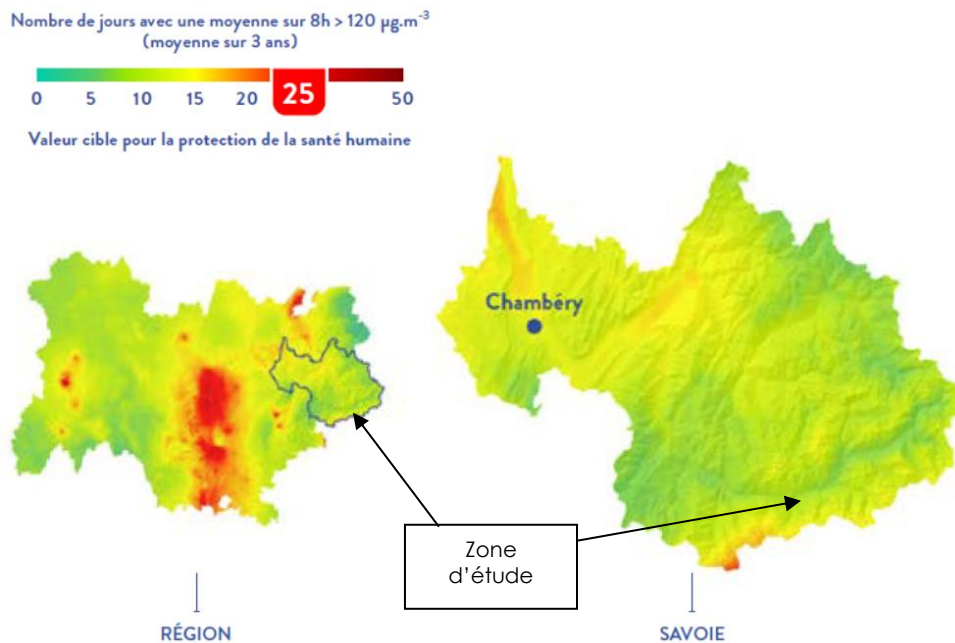 Nombre de jours avec une moyenne sur 8h > 120 µg.m⁻³
(moyenne sur 3 ans)
0 5 10 15 20 25 50
Valeur cible pour la protection de la santé humaine
Chambéry
Zone
d'étude
RÉGION
SAVOIE